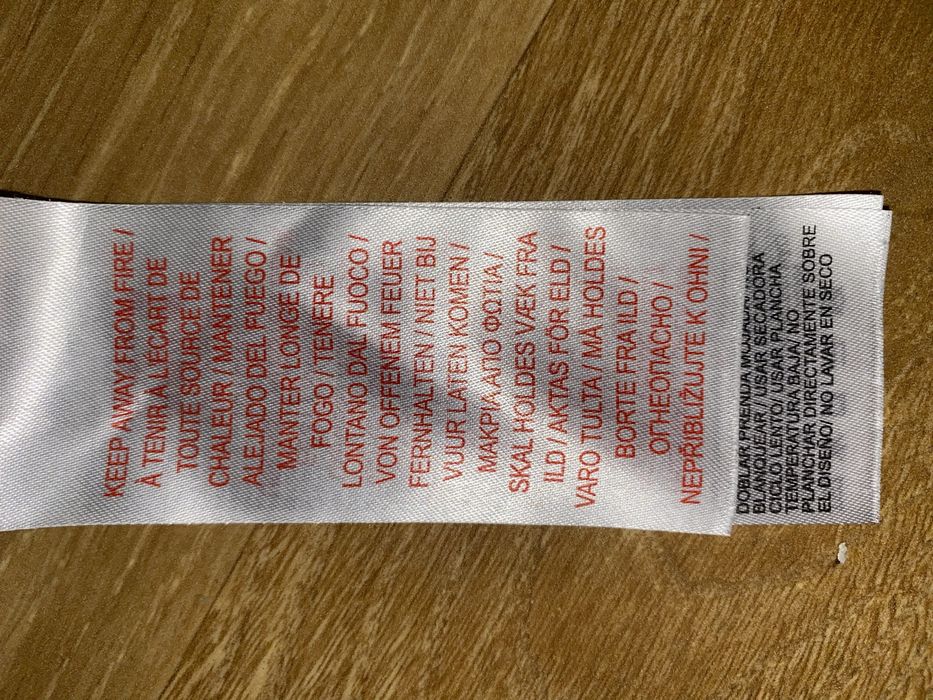 KEEP AWAY FROM FIRE /
À TENIR À L'ÉCART DE
TOUTE SOURCE DE
CHALEUR / MANTENER
ALEJADO DEL FUEGO /
MANTER LONGE DE
FOGO / TENERE
LONTANO DAL FUOCO /
VON OFFENEM FEUER
FERNHALTEN / NIET BIJ
VUUR LATEN KOMEN /
ΜΑΚΡΙΑ ΑΠΟ ΦΩΤΙΑ /
SKAL HOLDES VÆK FRA
ILD / AKTAS FÖR ELD /
VARO TULTA / MÅ HOLDES
BORTE FRA ILD /
ОГНЕОПАСНО /
NEPŘIBLIŽUJTE K OHNI /
DOBLAR PRENDA
BLANQUEAR / USAR SECADORA
CICLO LENTO/ USAR PLANCHA
TEMPERATURA BAJA/ NO
PLANCHAR DIRECTAMENTE SOBRE
EL DISEÑO/ NO LAVAR EN SECO